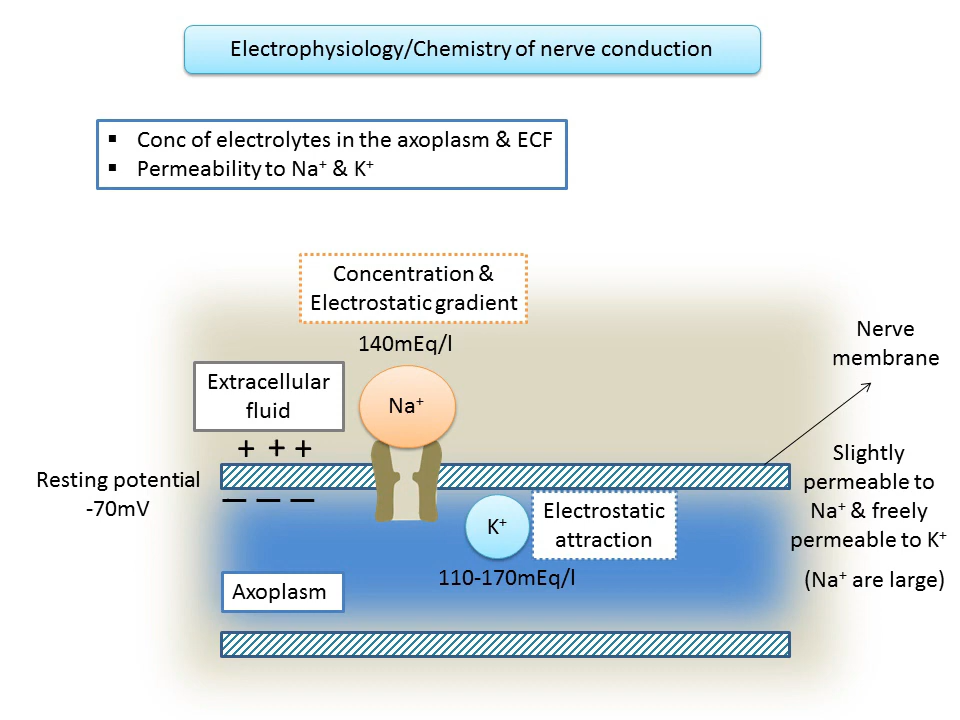 Electrophysiology/Chemistry of nerve conduction
▪ Conc of electrolytes in the axoplasm & ECF
▪ Permeability to Na⁺ & K⁺
Concentration &
Electrostatic gradient
140mEq/l
Nerve
membrane
Extracellular
fluid
Na⁺
+ + +
Resting potential
-70mV
— — —
Slightly
permeable to
Na⁺ & freely
permeable to K⁺
(Na⁺ are large)
K⁺
Electrostatic
attraction
110-170mEq/l
Axoplasm